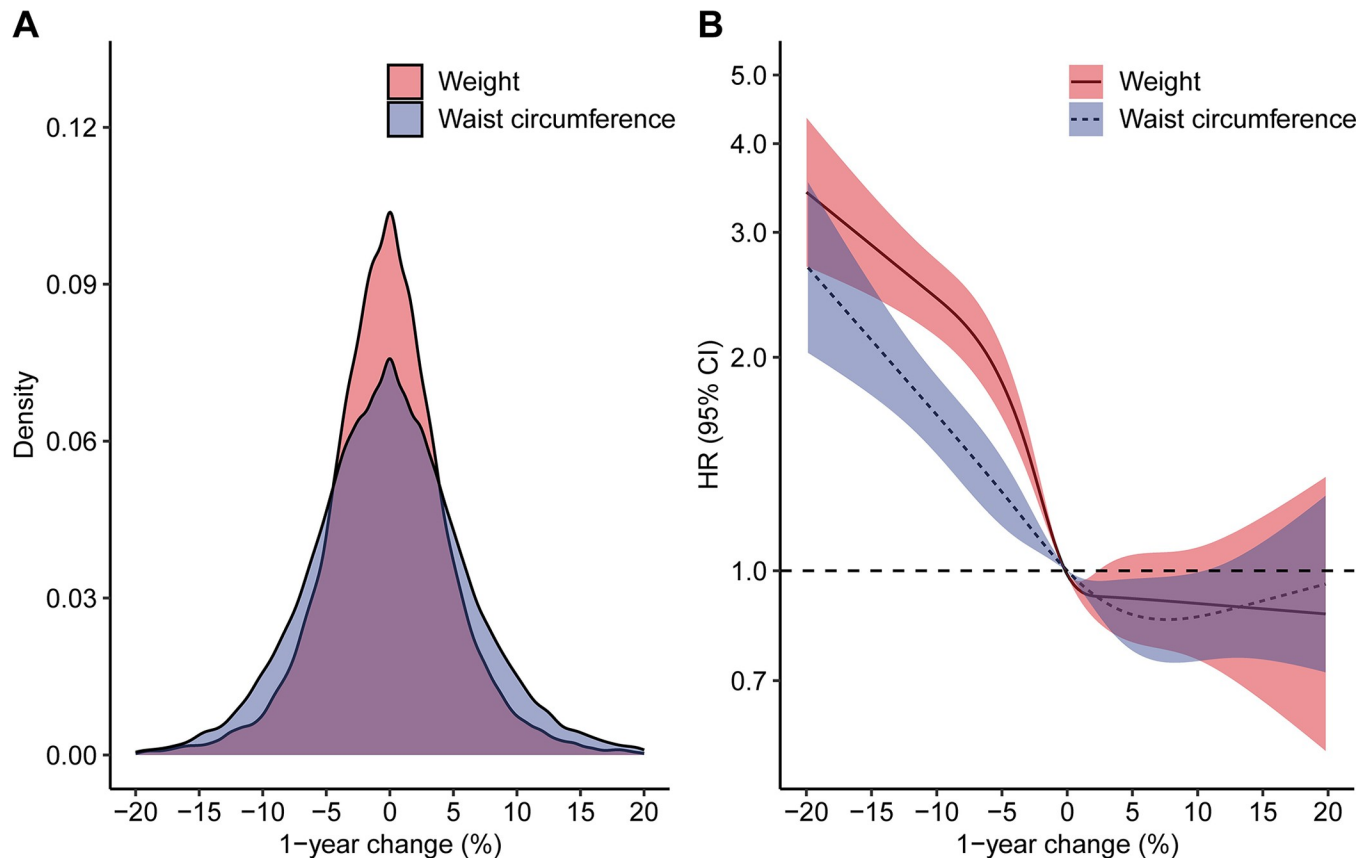 A
Weight
Waist circumference
0.12
0.09
0.06
0.03
0.00
Density
−20 −15 −10 −5 0 5 10 15 20
1−year change (%)
B
Weight
Waist circumference
5.0
4.0
3.0
2.0
1.0
0.7
HR (95% CI)
−20 −15 −10 −5 0 5 10 15 20
1−year change (%)